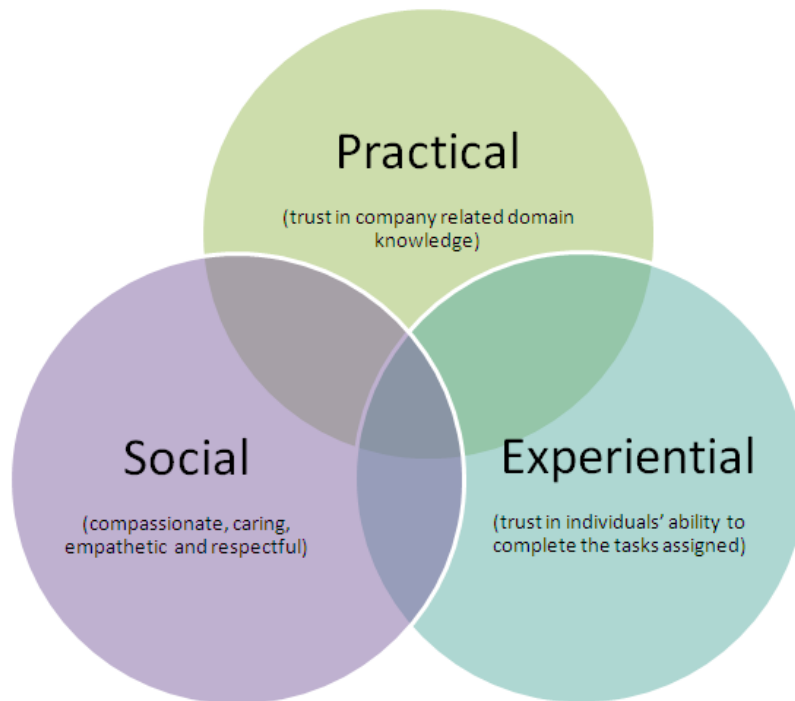 Practical
(trust in company related domain
knowledge)
Social
(compassionate, caring,
empathetic and respectful)
Experiential
(trust in individuals’ ability to
complete the tasks assigned)